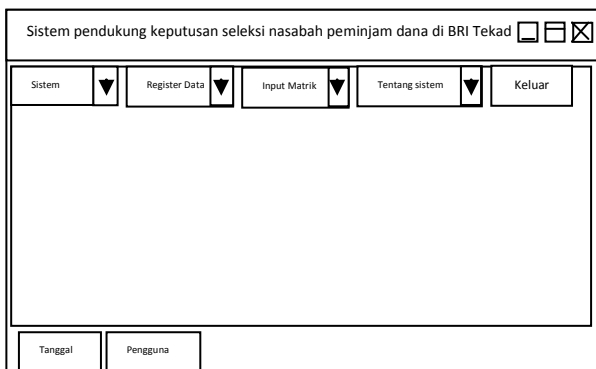 Sistem pendukung keputusan seleksi nasabah peminjam dana di BRI Tekad
Sistem Register Data Input Matrik Tentang sistem Keluar
Tanggal Pengguna